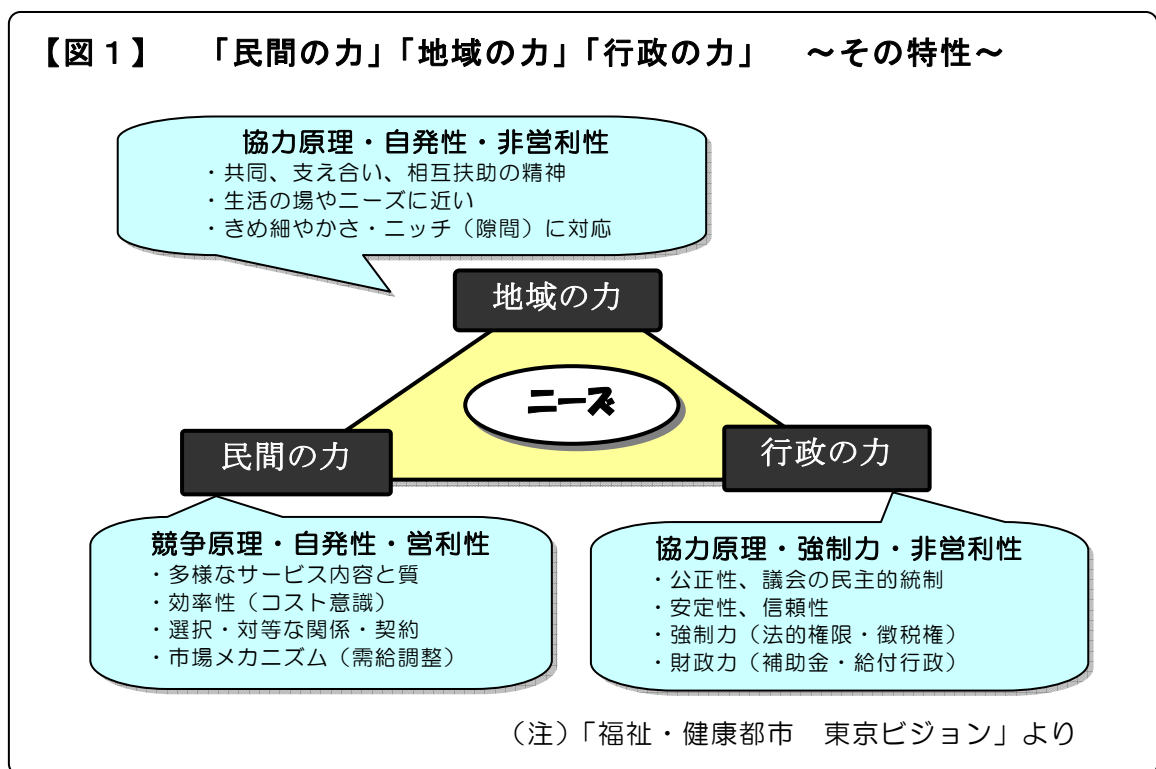 【図１】　「民間の力」「地域の力」「行政の力」　～その特性～
協力原理・自発性・非営利性
・共同、支え合い、相互扶助の精神
・生活の場やニーズに近い
・きめ細やかさ・ニッチ（隙間）に対応
地域の力
ニーズ
民間の力
行政の力
競争原理・自発性・営利性
・多様なサービス内容と質
・効率性（コスト意識）
・選択・対等な関係・契約
・市場メカニズム（需給調整）
協力原理・強制力・非営利性
・公正性、議会の民主的統制
・安定性、信頼性
・強制力（法的権限・徴税権）
・財政力（補助金・給付行政）
（注）「福祉・健康都市　東京ビジョン」より